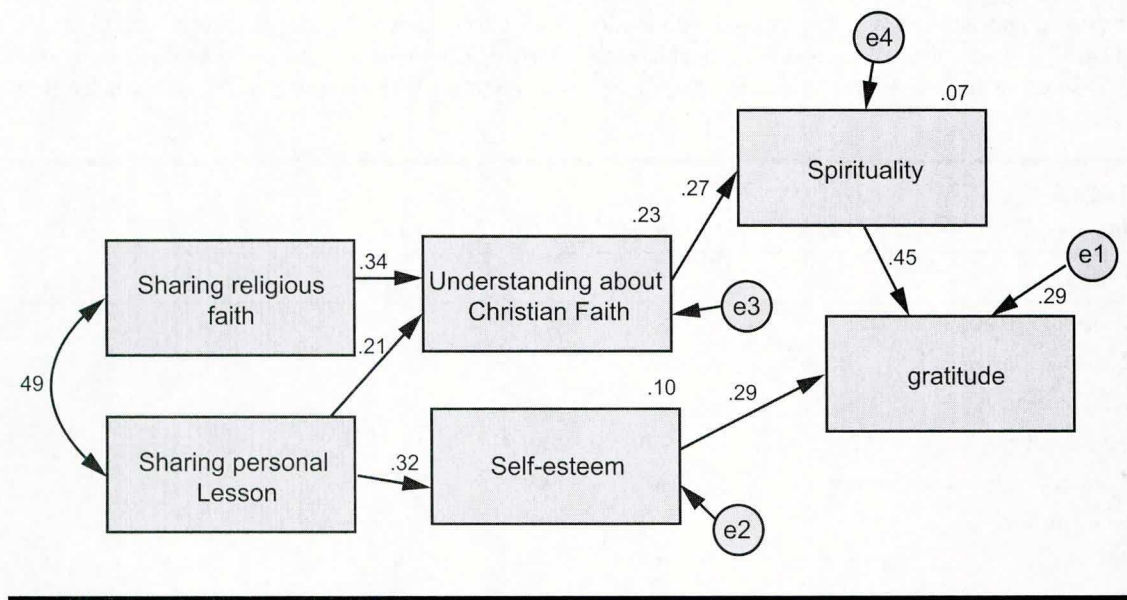 e4
.07
Spirituality
.27
.23
.45
e1
.29
Sharing religious
faith
.34
Understanding about
Christian Faith
e3
gratitude
.21
49
.10
.29
Sharing personal
Lesson
.32
Self-esteem
e2